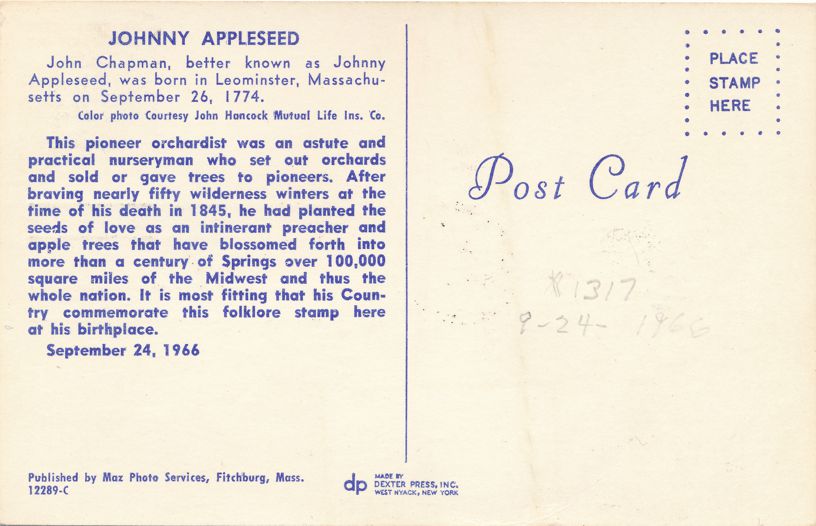 JOHNNY APPLESEED
John Chapman, better known as Johnny
Appleseed, was born in Leominster, Massachu-
setts on September 26, 1774.
Color photo Courtesy John Hancock Mutual Life Ins. Co.
This pioneer orchardist was an astute and
practical nurseryman who set out orchards
and sold or gave trees to pioneers. After
braving nearly fifty wilderness winters at the
time of his death in 1845, he had planted the
seeds of love as an intinerant preacher and
apple trees that have blossomed forth into
more than a century of Springs over 100,000
square miles of the Midwest and thus the
whole nation. It is most fitting that his Coun-
try commemorate this folklore stamp here
at his birthplace.
September 24, 1966
Published by Maz Photo Services, Fitchburg, Mass.
12289-C
dp
MADE BY
DEXTER PRESS, INC.
WEST NYACK, NEW YORK
PLACE
STAMP
HERE
Post Card
1317
9-24- 1966